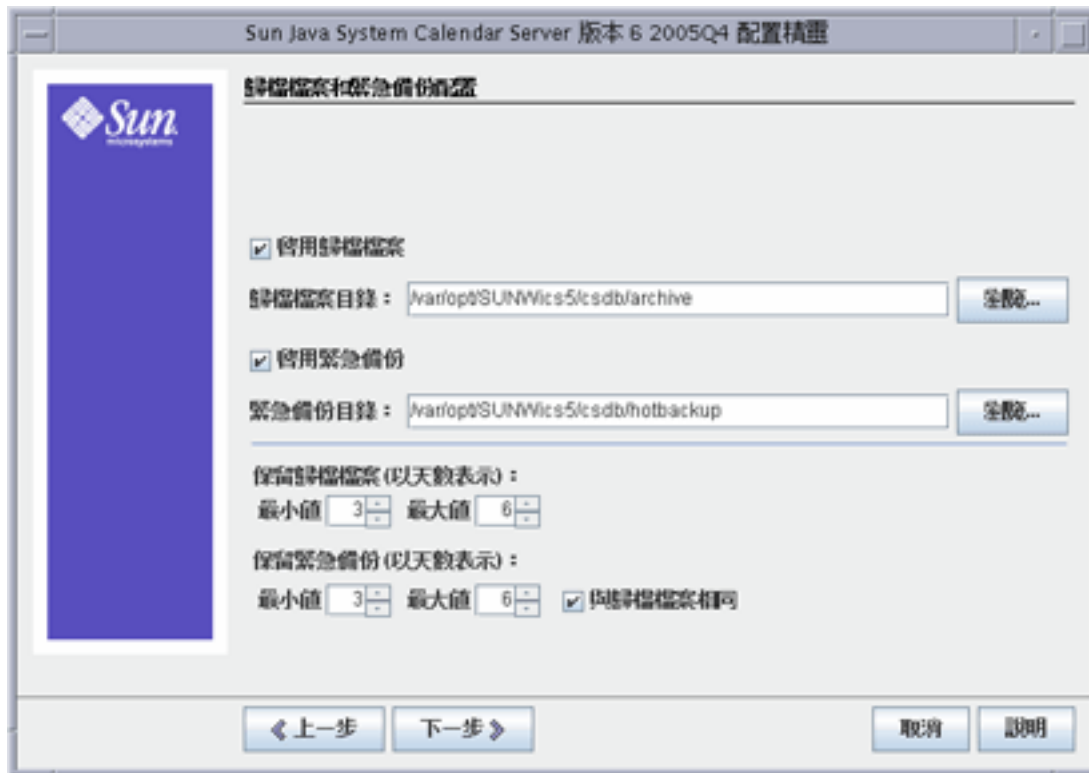 Sun Java System Calendar Server 版本 6 2005Q4 配置精靈
Sun
microsystems
歸檔檔案和緊急備份配置
啟用歸檔檔案
歸檔檔案目錄： /var/opt/SUNWics5/csdb/archive 瀏覽...
啟用緊急備份
緊急備份目錄： /var/opt/SUNWics5/csdb/hotbackup 瀏覽...
保留歸檔檔案 (以天數表示)：
最小值 3 最大值 6
保留緊急備份 (以天數表示)：
最小值 3 最大值 6 與歸檔檔案相同
上一步 下一步 取消 說明